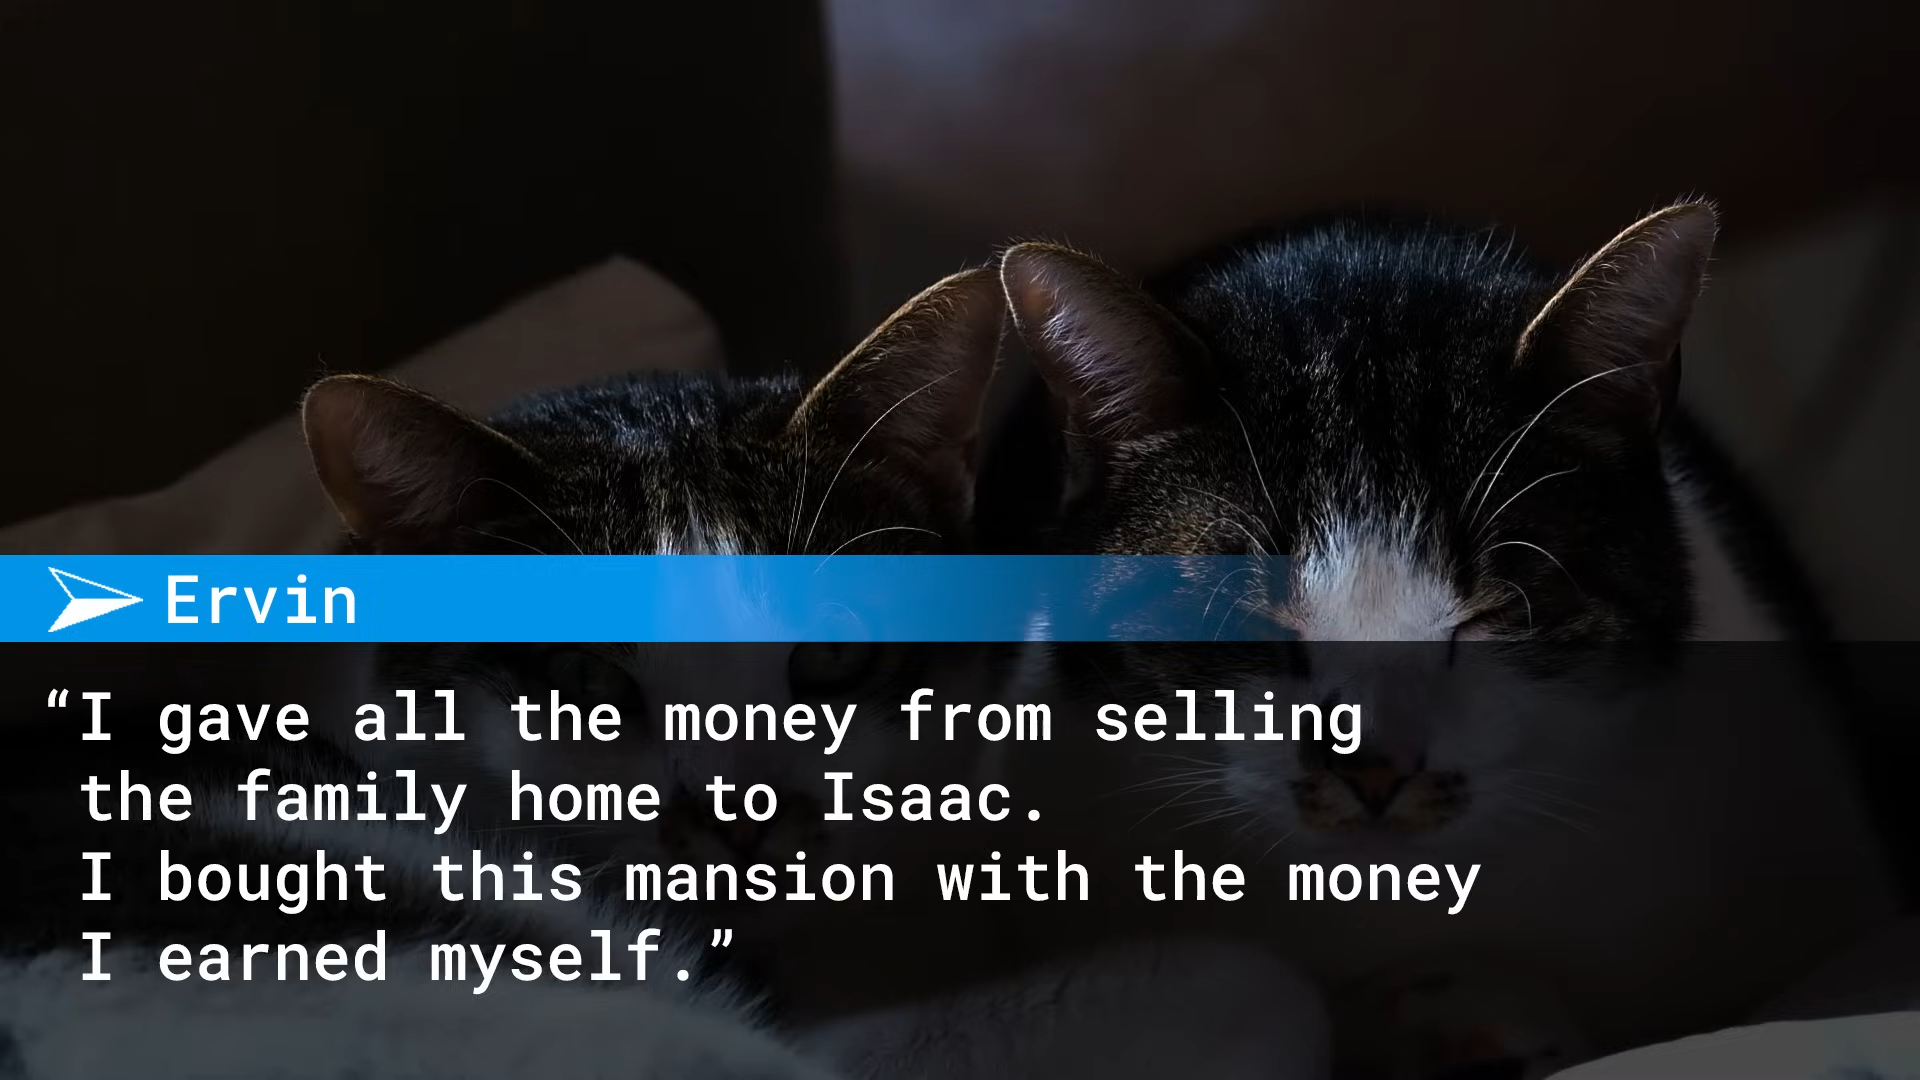 Ervin
“I gave all the money from selling
the family home to Isaac.
I bought this mansion with the money
I earned myself.”